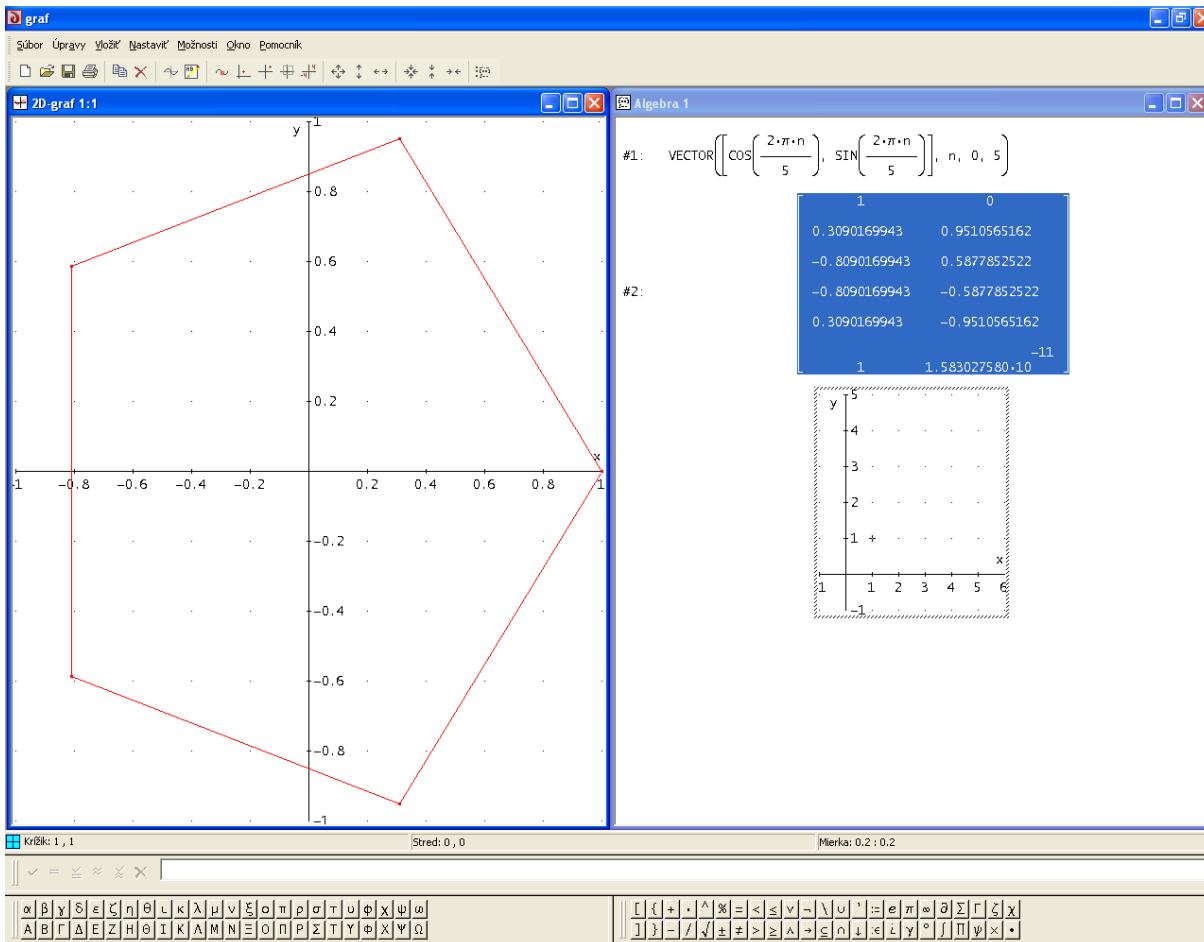 graf
Súbor Úpravy Vložiť Nastaviť Možnosti Okno Pomocník
2D-graf 1:1
y
1
0.8
0.6
0.4
0.2
x
-1 -0.8 -0.6 -0.4 -0.2 0.2 0.4 0.6 0.8 1
-0.2
-0.4
-0.6
-0.8
-1
Algebra 1
#1: VECTOR([COS(2·π·n/5), SIN(2·π·n/5)], n, 0, 5)
#2:
1 0
0.3090169943 0.9510565162
-0.8090169943 0.5877852522
-0.8090169943 -0.5877852522
0.3090169943 -0.9510565162
1 1.583027580·10^-11
y
5
4
3
2
1
x
1 1 2 3 4 5 6
-1
Krížik: 1 , 1 Stred: 0 , 0 Mierka: 0.2 : 0.2
α β γ δ ε ζ η θ ι κ λ μ ν ξ ο π ρ σ τ υ φ χ ψ ω
Α Β Γ Δ Ε Ζ Η Θ Ι Κ Λ Μ Ν Ξ Ο Π Ρ Σ Τ Υ Φ Χ Ψ Ω
[ { + · ^ % = < ≤ ∨ ¬ \ ∪ ' := e π ∞ ∂ Σ Γ ζ χ
] } - / √ ± ≠ > ≥ ∧ → ⊆ ∩ ↓ :∈ i γ ° ∫ Π ψ × •